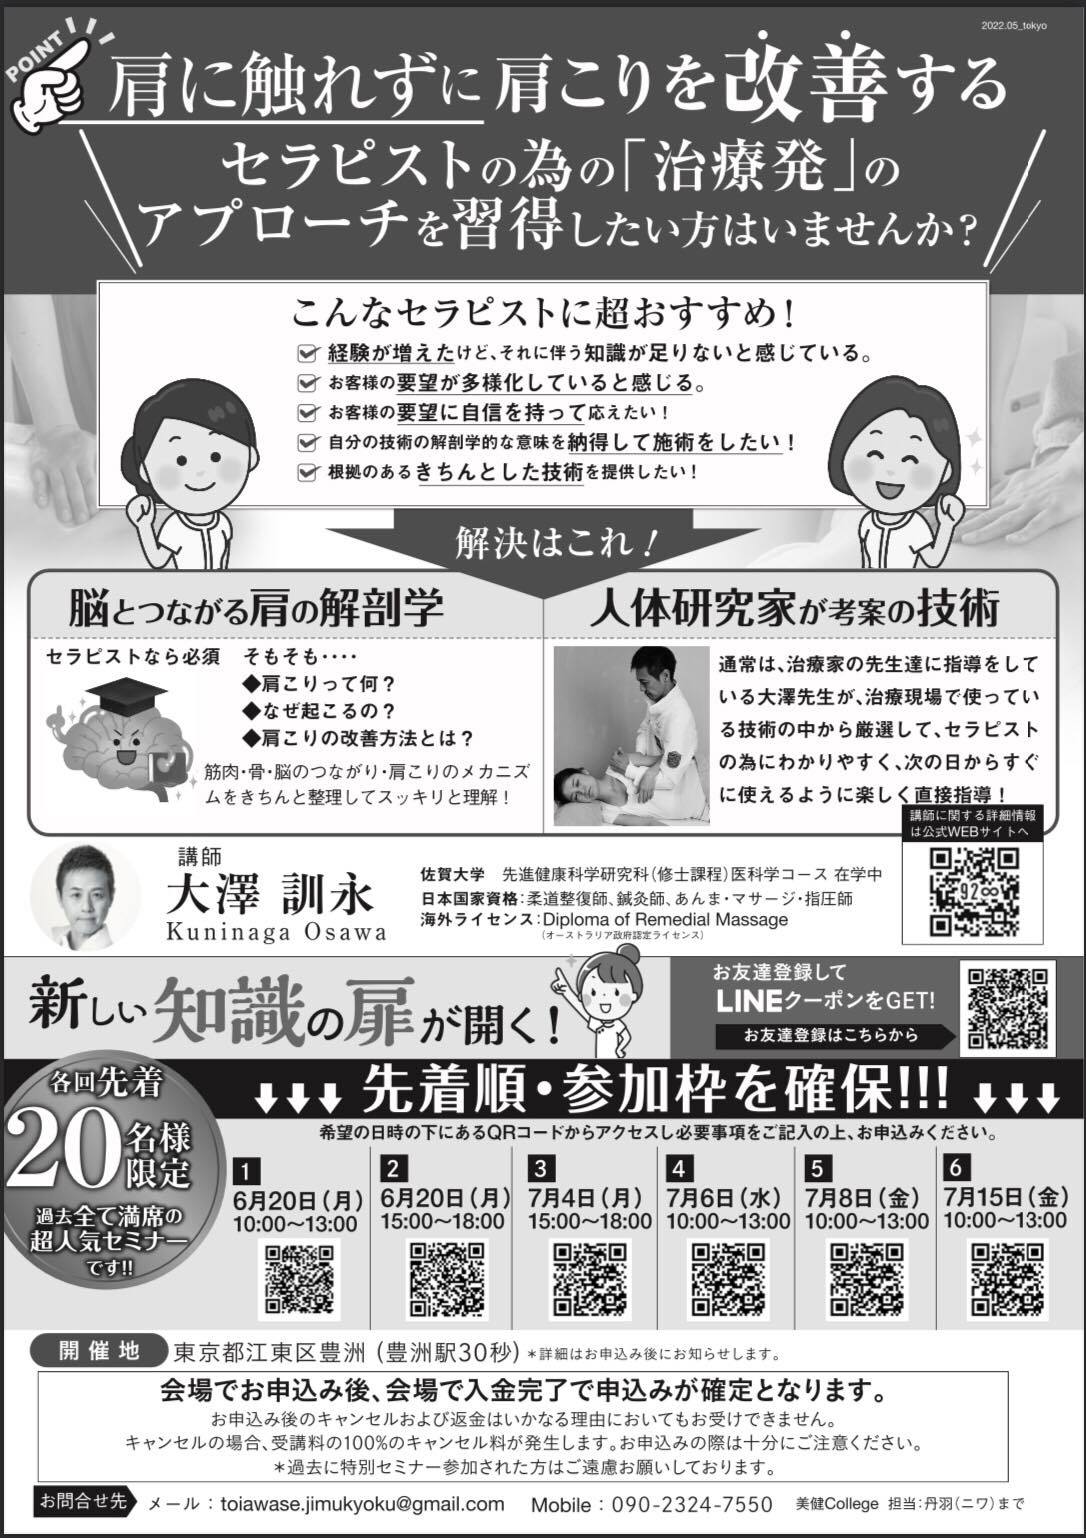 2022.05_tokyo
POINT
肩に触れずに肩こりを改善する
セラピストの為の「治療発」の
アプローチを習得したい方はいませんか?
こんなセラピストに超おすすめ!
経験が増えたけど、それに伴う知識が足りないと感じている。
お客様の要望が多様化していると感じる。
お客様の要望に自信を持って応えたい!
自分の技術の解剖学的な意味を納得して施術をしたい!
根拠のあるきちんとした技術を提供したい!
解決はこれ!
脳とつながる肩の解剖学
セラピストなら必須 そもそも‥‥
◆肩こりって何?
◆なぜ起こるの?
◆肩こりの改善方法とは?
筋肉・骨・脳のつながり・肩こりのメカニズ
ムをきちんと整理してスッキリと理解!
人体研究家が考案の技術
通常は、治療家の先生達に指導をして
いる大澤先生が、治療現場で使ってい
る技術の中から厳選して、セラピスト
の為にわかりやすく、次の日からすぐ
に使えるように楽しく直接指導!
講師に関する詳細情報
は公式WEBサイトへ
92∞
講師
大澤 訓永
Kuninaga Osawa
佐賀大学 先進健康科学研究科(修士課程)医科学コース 在学中
日本国家資格:柔道整復師、鍼灸師、あんま・マサージ・指圧師
海外ライセンス:Diploma of Remedial Massage
(オーストラリア政府認定ライセンス)
新しい知識の扉が開く!
お友達登録して
LINEクーポンをGET!
お友達登録はこちらから
各回先着
20名様
限定
過去全て満席の
超人気セミナー
です!!
先着順・参加枠を確保!!!
希望の日時の下にあるQRコードからアクセスし必要事項をご記入の上、お申込みください。
1
6月20日(月)
10:00〜13:00
2
6月20日(月)
15:00〜18:00
3
7月4日(月)
15:00〜18:00
4
7月6日(水)
10:00〜13:00
5
7月8日(金)
10:00〜13:00
6
7月15日(金)
10:00〜13:00
開催地 東京都江東区豊洲 (豊洲駅30秒) *詳細はお申込み後にお知らせします。
会場でお申込み後、会場で入金完了で申込みが確定となります。
お申込み後のキャンセルおよび返金はいかなる理由においてもお受けできません。
キャンセルの場合、受講料の100%のキャンセル料が発生します。お申込みの際は十分にご注意ください。
*過去に特別セミナー参加された方はご遠慮お願いしております。
お問合せ先 メール:toiawase.jimukyoku@gmail.com Mobile:090-2324-7550 美健College 担当:丹羽(ニワ)まで